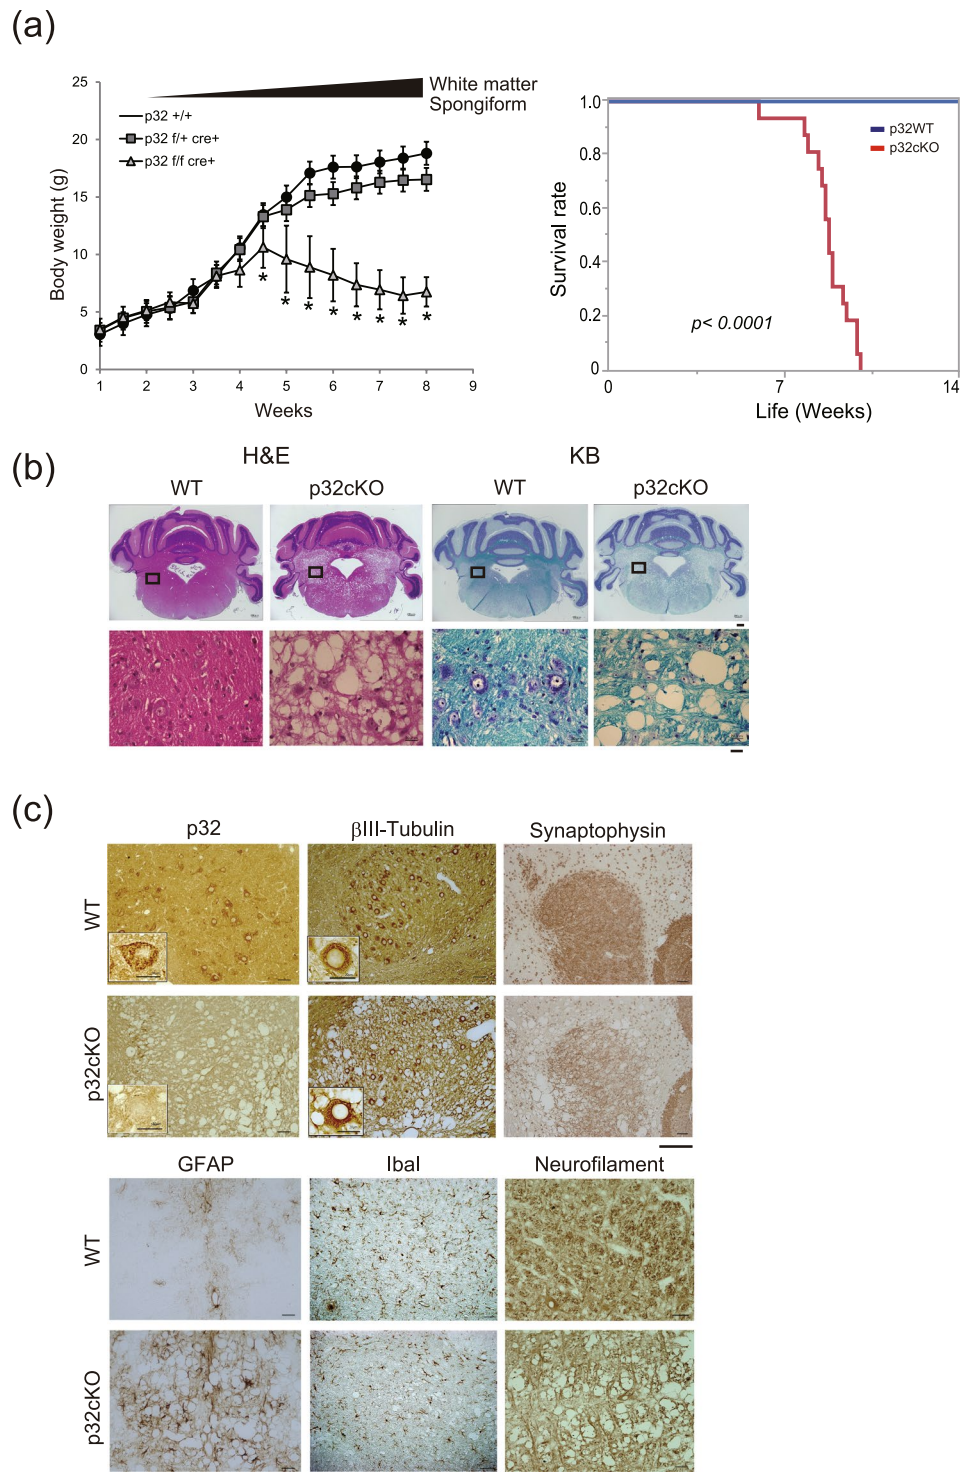 (a)
25
20
15
10
5
0
Body weight (g)
1 2 3 4 5 6 7 8 9
Weeks
White matter
Spongiform
p32 +/+
p32 f/+ cre+
p32 f/f cre+
* * * * * * * *
1.0
0.8
0.6
0.4
0.2
0
Survival rate
0 7 14
Life (Weeks)
p32WT
p32cKO
p< 0.0001
(b)
H&E KB
WT p32cKO WT p32cKO
(c)
p32 βIII-Tubulin Synaptophysin
WT
p32cKO
GFAP IbaI Neurofilament
WT
p32cKO